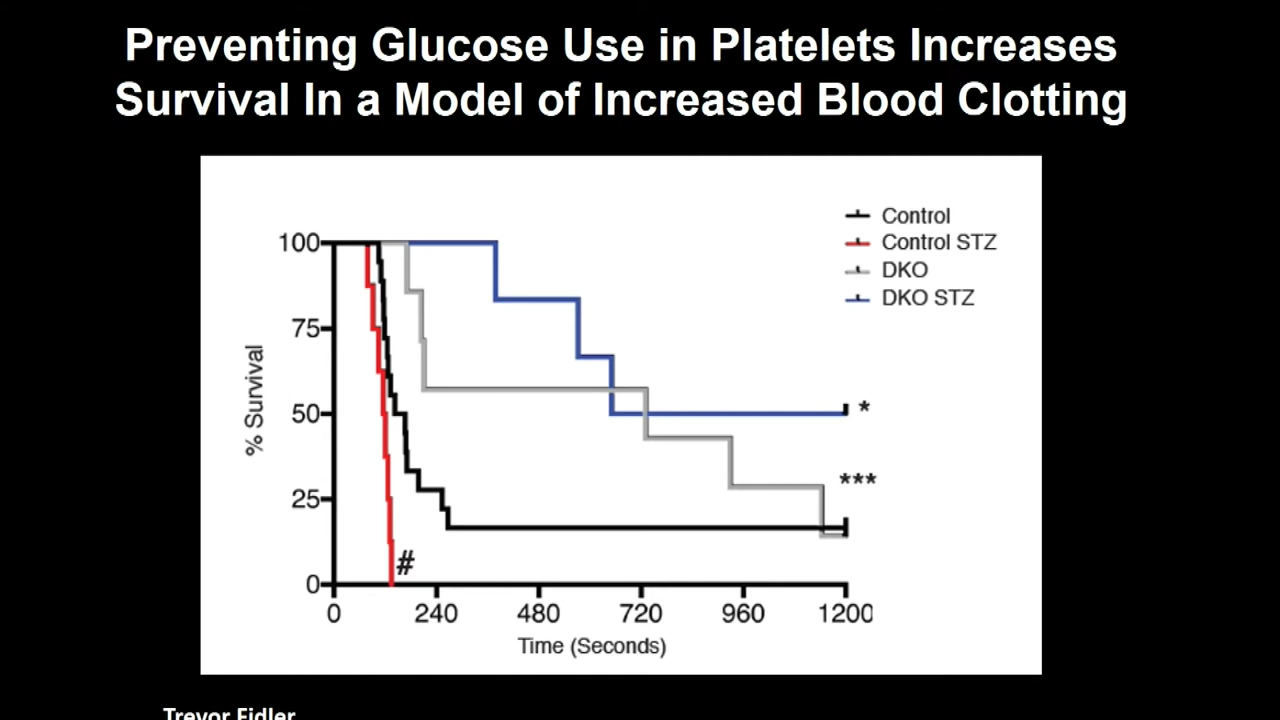 Preventing Glucose Use in Platelets Increases
Survival In a Model of Increased Blood Clotting
Control
Control STZ
DKO
DKO STZ
100
75
50
25
0
% Survival
*
***
#
0 240 480 720 960 1200
Time (Seconds)
Trevor Fidler